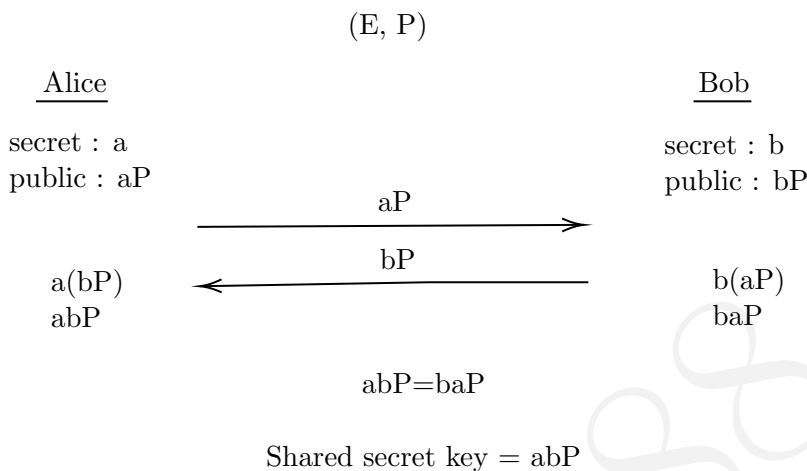 (E, P)
Alice
Bob
secret : a
public : aP
secret : b
public : bP
aP
bP
a(bP)
abP
b(aP)
baP
abP=baP
Shared secret key = abP